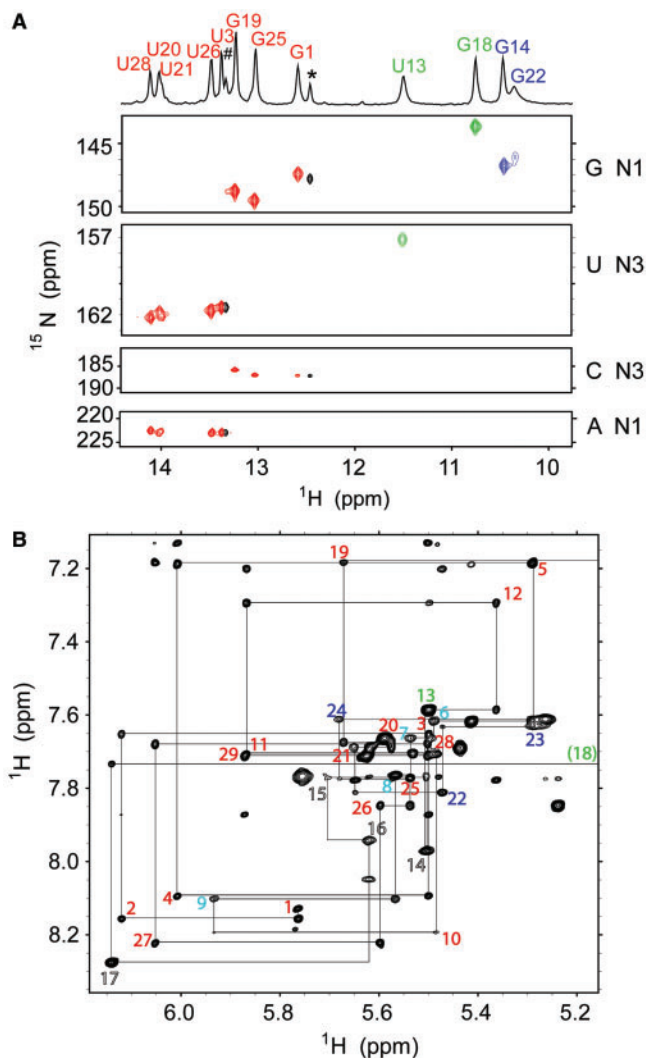 A
U28 U20 U21 U26 U3 # G19 G25 G1 * U13 G18 G14 G22
145
150
G N1
157
162
U N3
185
190
C N3
220
225
A N1
15N (ppm)
14 13 12 11 10
1H (ppm)
B
7.2
7.4
7.6
7.8
8.0
8.2
1H (ppm)
19 5
12
13
24 3 6
20 7 23
11 28
29 21 (18)
15 8 25 22
26
16
14
9
2 4 1
27 10
17
6.0 5.8 5.6 5.4 5.2
1H (ppm)